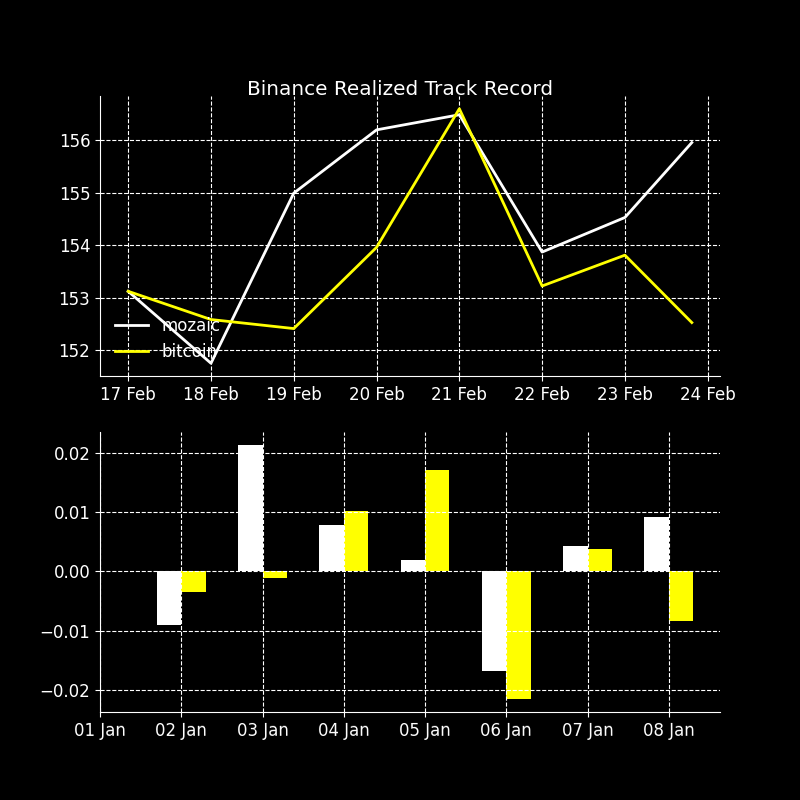 Binance Realized Track Record
156
155
154
153
152
mozaic
bitcoin
17 Feb 18 Feb 19 Feb 20 Feb 21 Feb 22 Feb 23 Feb 24 Feb
0.02
0.01
0.00
−0.01
−0.02
01 Jan 02 Jan 03 Jan 04 Jan 05 Jan 06 Jan 07 Jan 08 Jan